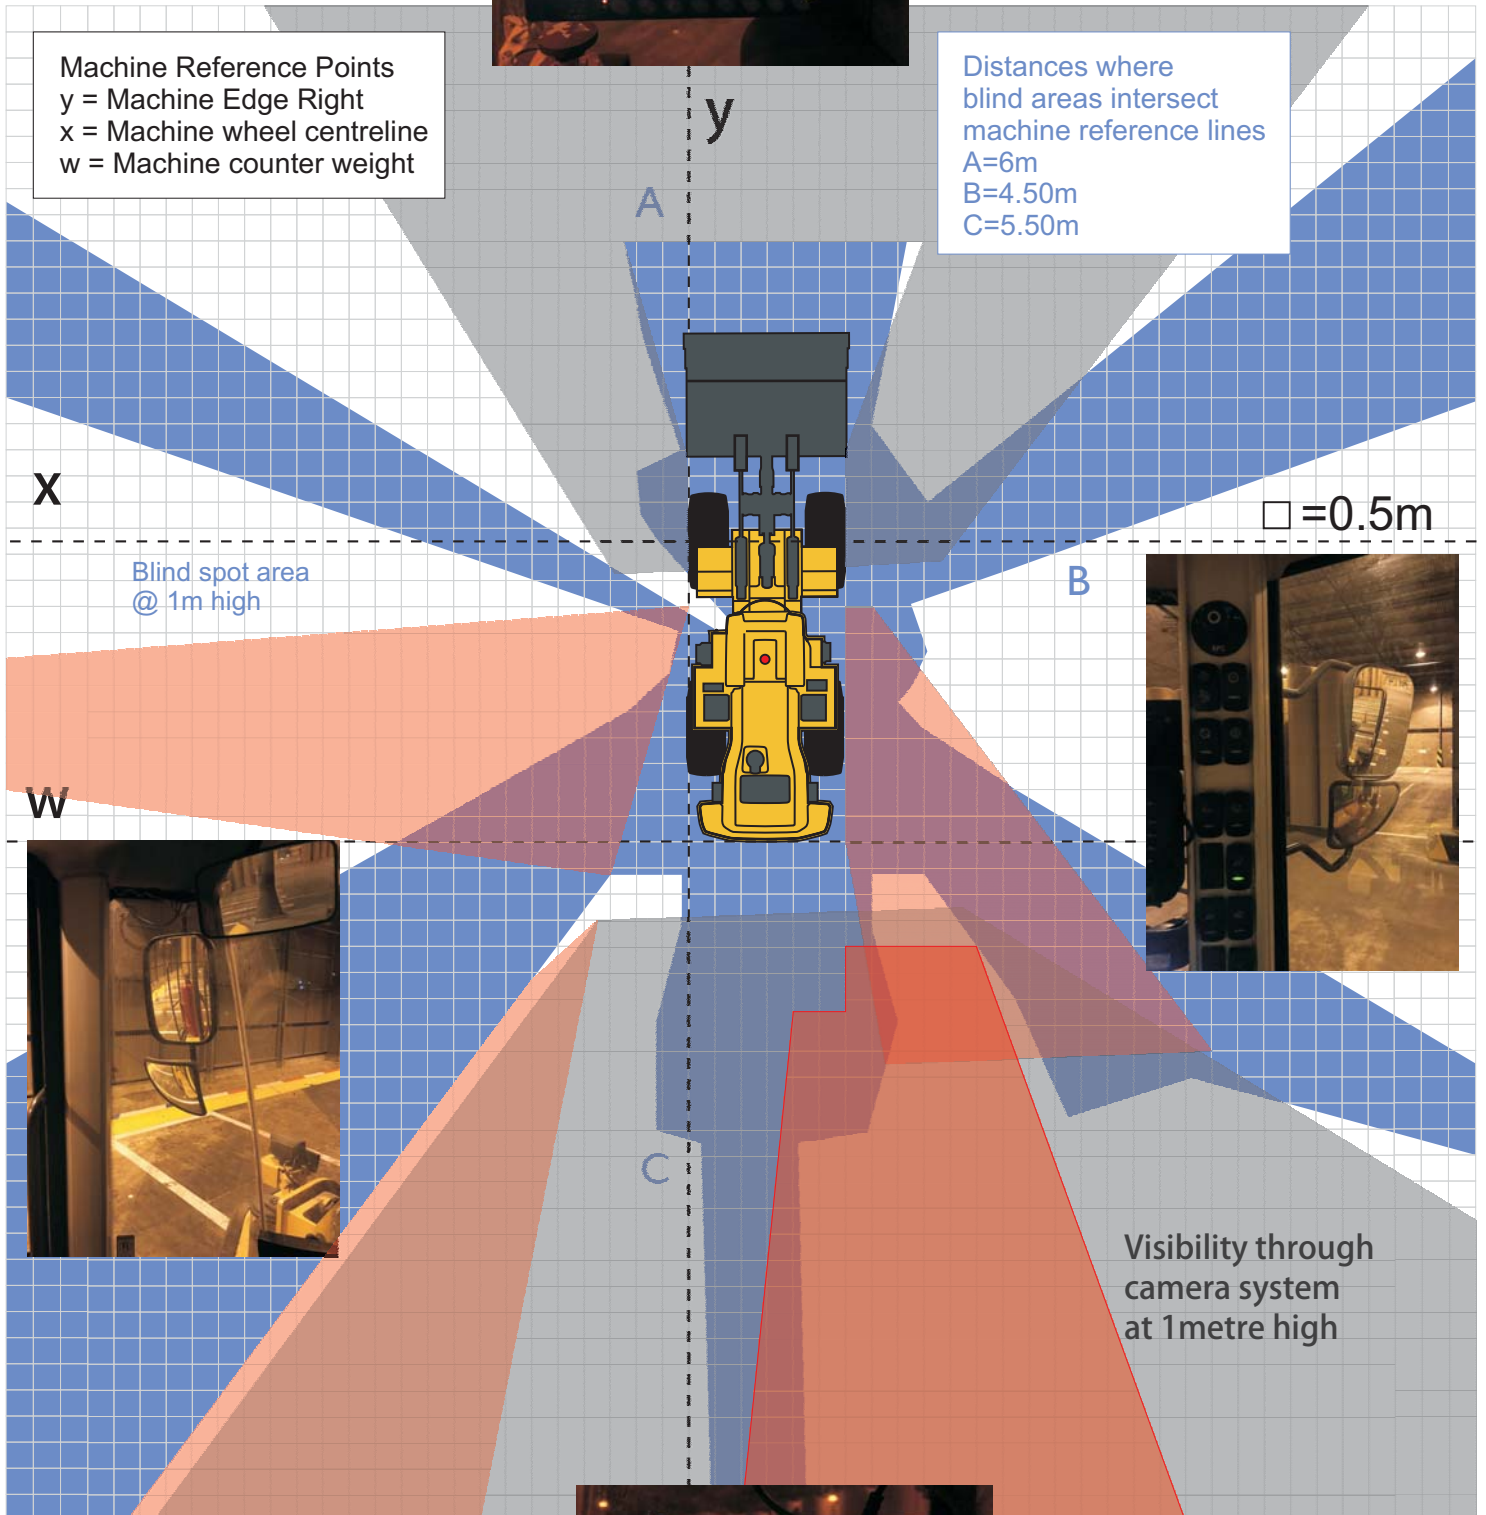 Machine Reference Points
y = Machine Edge Right
x = Machine wheel centreline
w = Machine counter weight
y
Distances where
blind areas intersect
machine reference lines
A=6m
B=4.50m
C=5.50m
A
X
□ =0.5m
Blind spot area
@ 1m high
B
W
C
Visibility through
camera system
at 1metre high